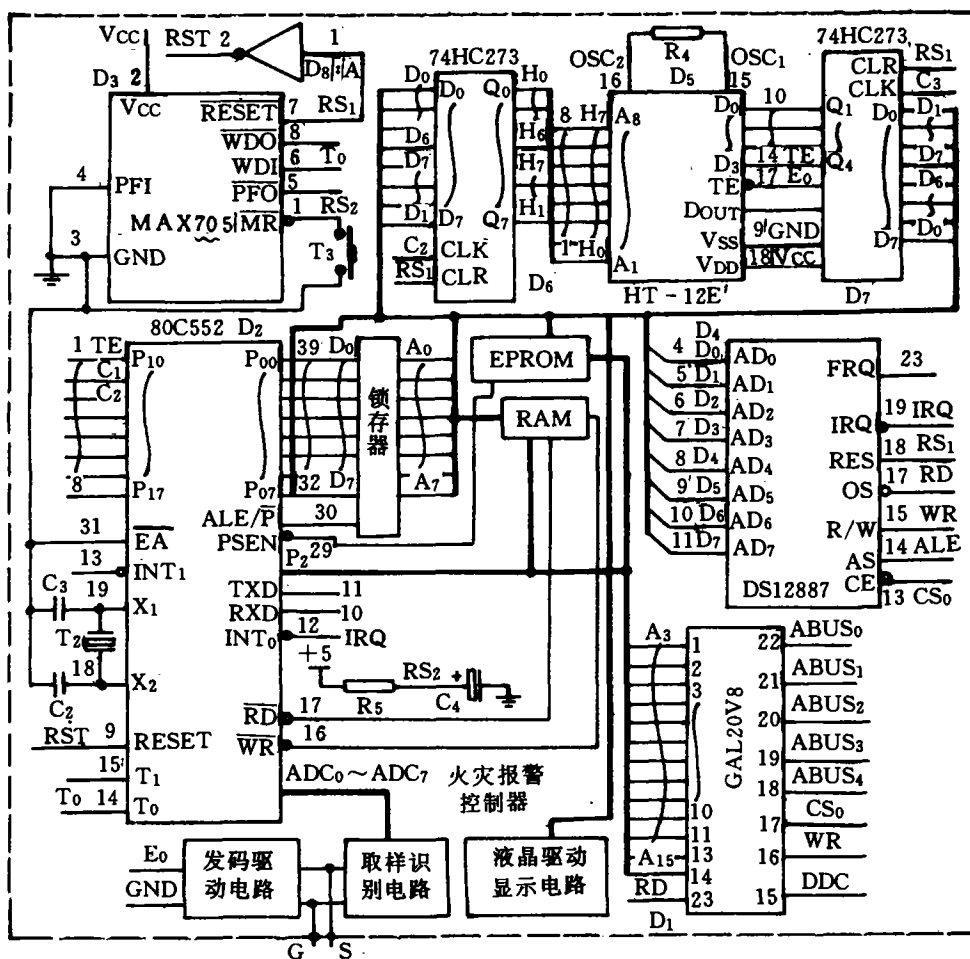 VCC
RST 2
1
D8 A
D3 2
VCC
RESET
7
RS1
WDO
8
WDI
6
T0
PFO
5
4
PFI
MAX705
MR
1
RS2
3
GND
T3
74HC273
D0
D0
Q0
H0
D6
H6
D7
H7
D1
D7
Q7
H1
C2
CLK
RS1
CLR
D6
OSC2
R4
OSC1
16
D5
15
8 H7
A8
D0
10
D3
14 TE
TE
17 E0
DOUT
VSS
9 GND
1 H0
A1
VDD
18 VCC
HT-12E
74HC273
CLR
RS1
CLK
C3
Q1
D0
D1
Q4
D7
D6
D7
D0
D7
80C552 D2
1 TE
P10
P00
39
D0
A0
C1
C2
锁存器
8
P17
P07
32
D7
A7
ALE/P
30
PSEN
29
31
EA
P2
13
INT1
TXD
11
C3
19
X1
RXD
10
T2
INT0
12
IRQ
18
X2
C2
+5
R5
RS2
+
C4
RD
17
WR
16
RST
9
RESET
15
T1
T0
14
T0
ADC0～ADC7
火灾报警
控制器
EPROM
RAM
D4
4 D0
AD0
5 D1
AD1
6 D2
AD2
7 D3
AD3
8 D4
AD4
9 D5
AD5
10 D6
AD6
11 D7
AD7
FRQ
23
IRQ
19 IRQ
RES
18 RS1
OS
17 RD
R/W
15 WR
AS
14 ALE
CE
13 CS0
DS12887
A3
1
2
3
10
11
A15
13
14
RD
23
D1
GAL20V8
22
ABUS0
21
ABUS1
20
ABUS2
19
ABUS3
18
ABUS4
17
CS0
16
WR
15
DDC
E0
GND
发码驱
动电路
取样识
别电路
液晶驱动
显示电路
G
S